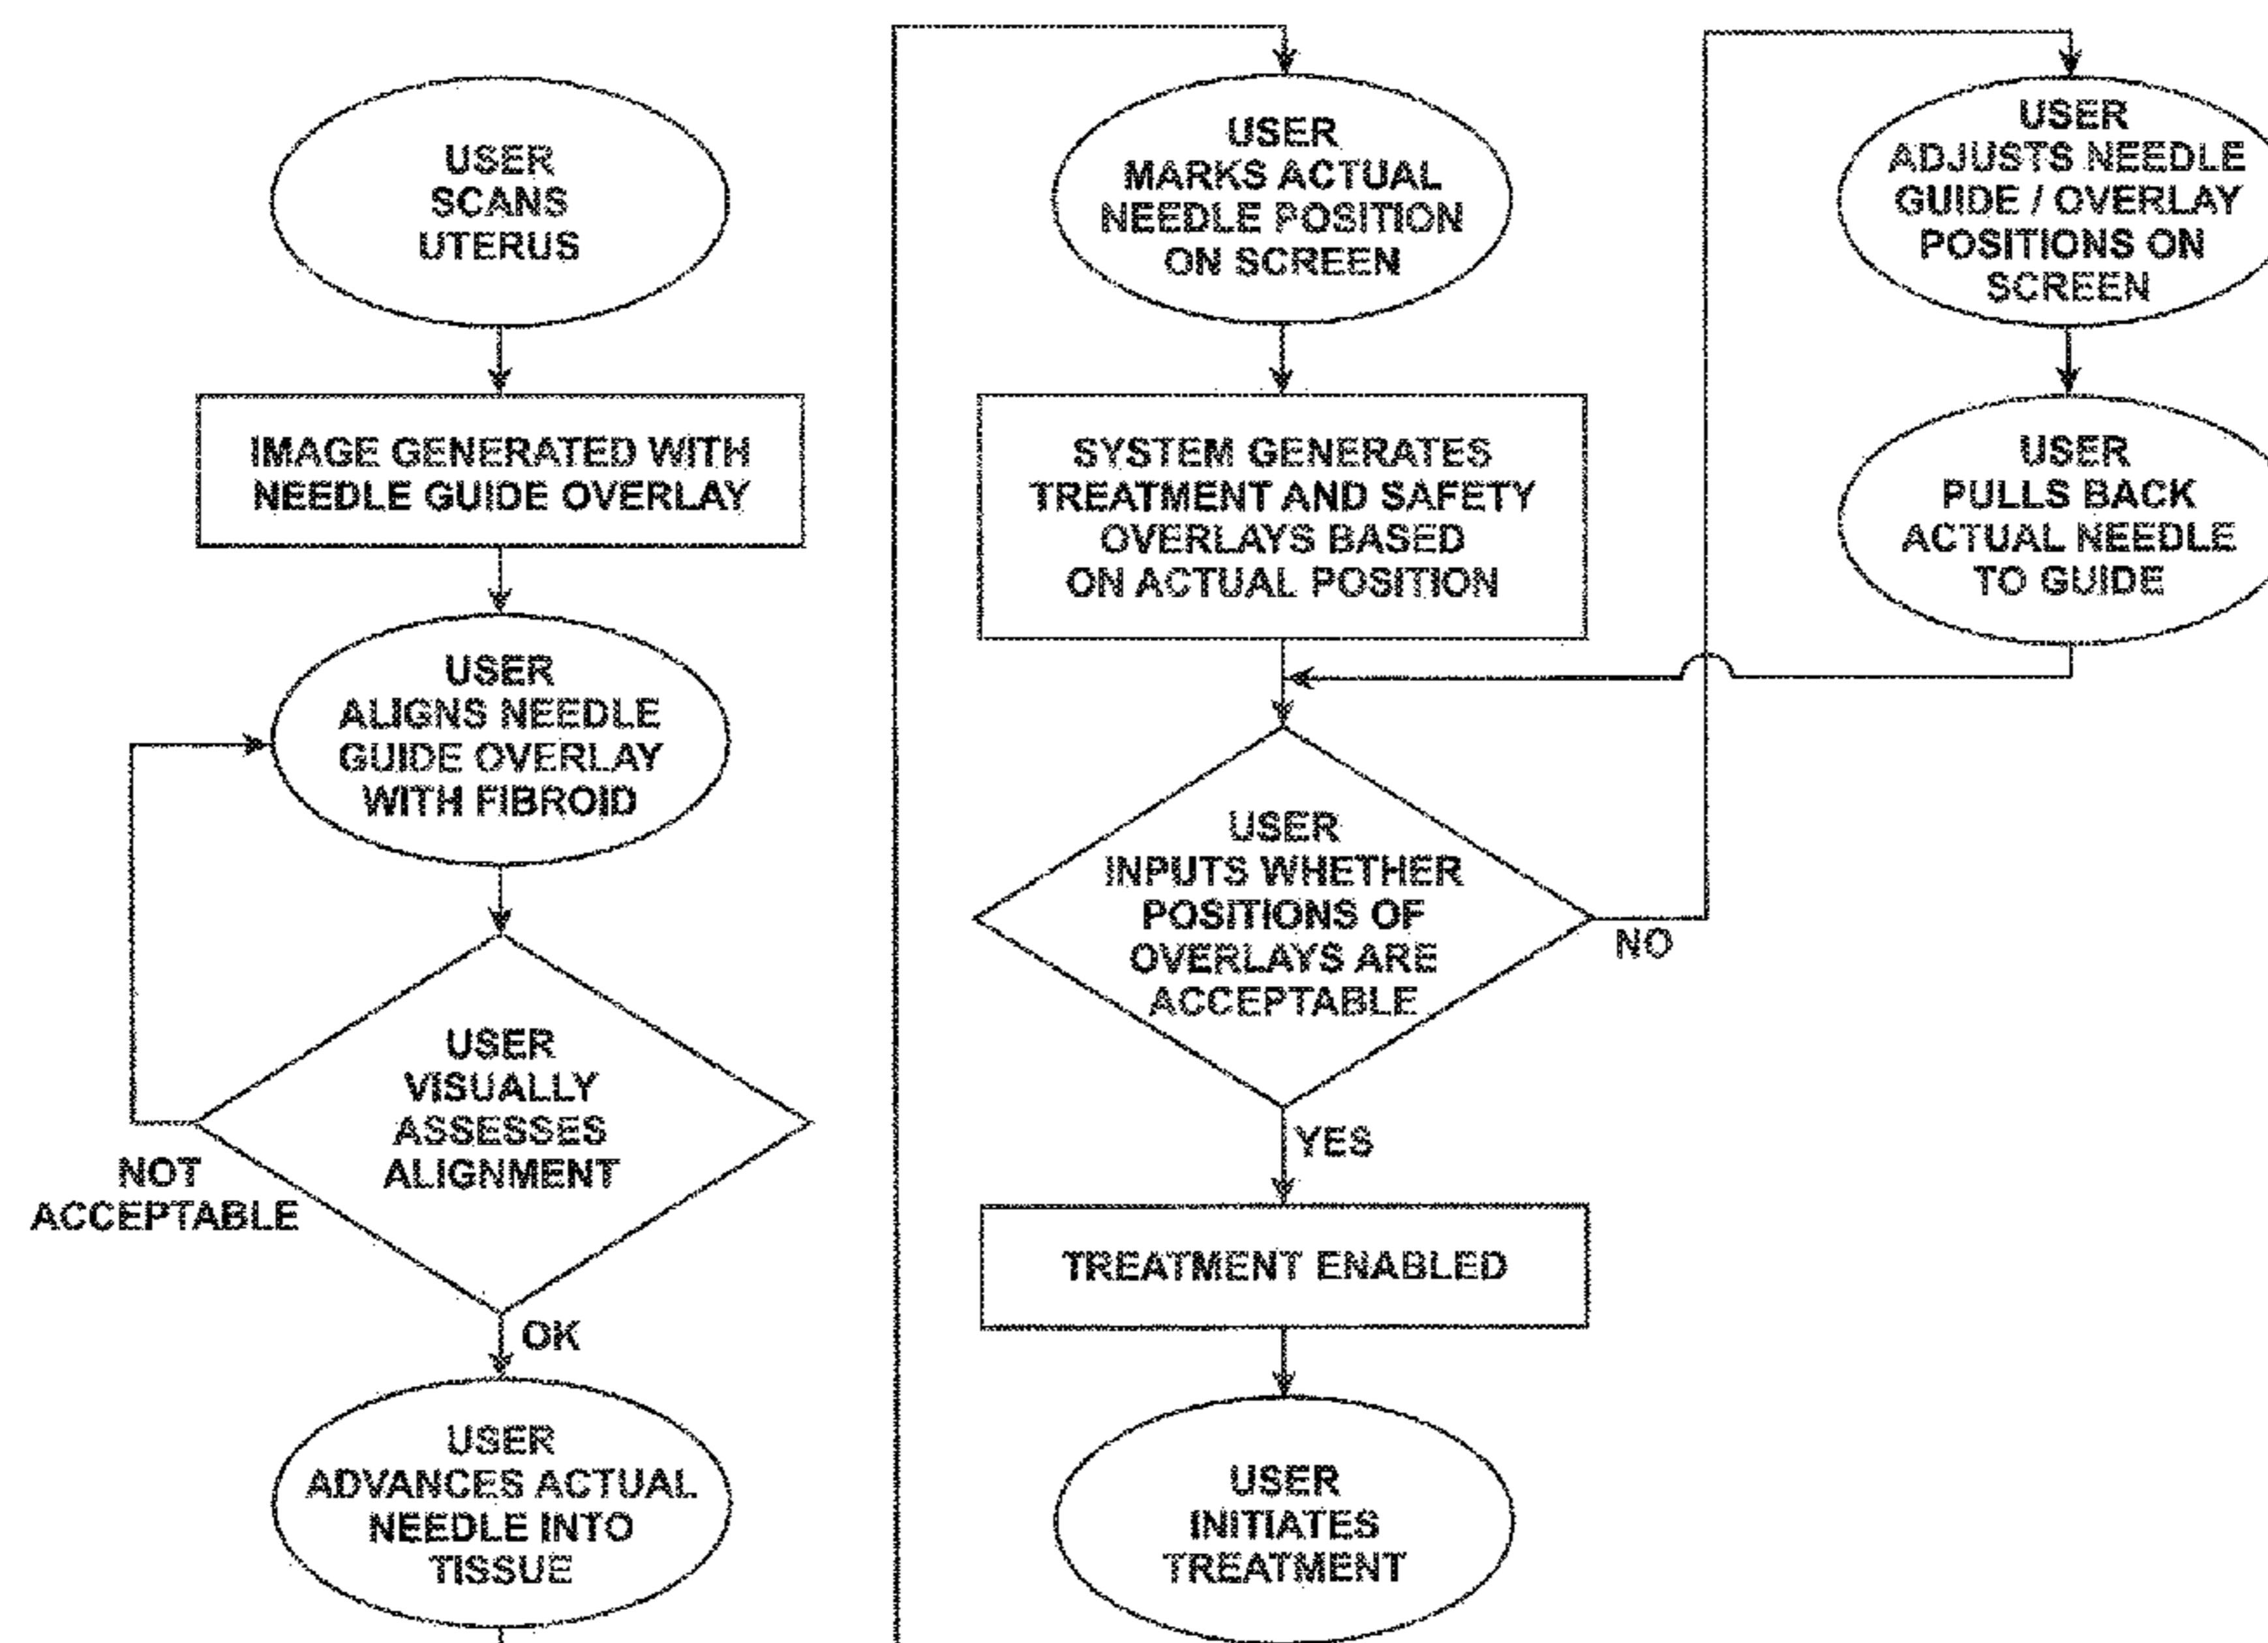 USER
SCANS
UTERUS
IMAGE GENERATED WITH
NEEDLE GUIDE OVERLAY
USER
ALIGNS NEEDLE
GUIDE OVERLAY
WITH FIBROID
USER
VISUALLY
ASSESSES
ALIGNMENT
NOT
ACCEPTABLE
OK
USER
ADVANCES ACTUAL
NEEDLE INTO
TISSUE
USER
MARKS ACTUAL
NEEDLE POSITION
ON SCREEN
SYSTEM GENERATES
TREATMENT AND SAFETY
OVERLAYS BASED
ON ACTUAL POSITION
USER
INPUTS WHETHER
POSITIONS OF
OVERLAYS ARE
ACCEPTABLE
NO
YES
TREATMENT ENABLED
USER
INITIATES
TREATMENT
USER
ADJUSTS NEEDLE
GUIDE / OVERLAY
POSITIONS ON
SCREEN
USER
PULLS BACK
ACTUAL NEEDLE
TO GUIDE